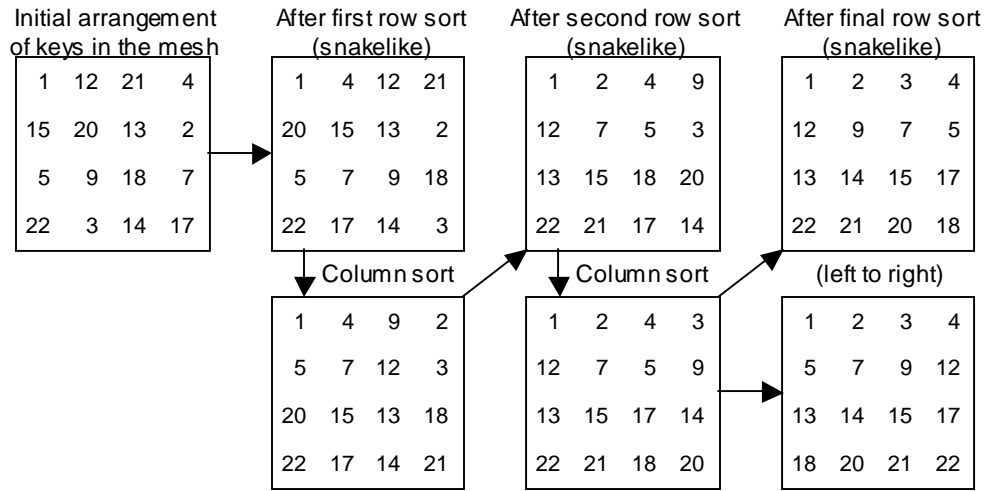 Initial arrangement
of keys in the mesh
1 12 21 4
15 20 13 2
5 9 18 7
22 3 14 17
After first row sort
(snakelike)
1 4 12 21
20 15 13 2
5 7 9 18
22 17 14 3
Column sort
1 4 9 2
5 7 12 3
20 15 13 18
22 17 14 21
After second row sort
(snakelike)
1 2 4 9
12 7 5 3
13 15 18 20
22 21 17 14
Column sort
1 2 4 3
12 7 5 9
13 15 17 14
22 21 18 20
After final row sort
(snakelike)
1 2 3 4
12 9 7 5
13 14 15 17
22 21 20 18
(left to right)
1 2 3 4
5 7 9 12
13 14 15 17
18 20 21 22